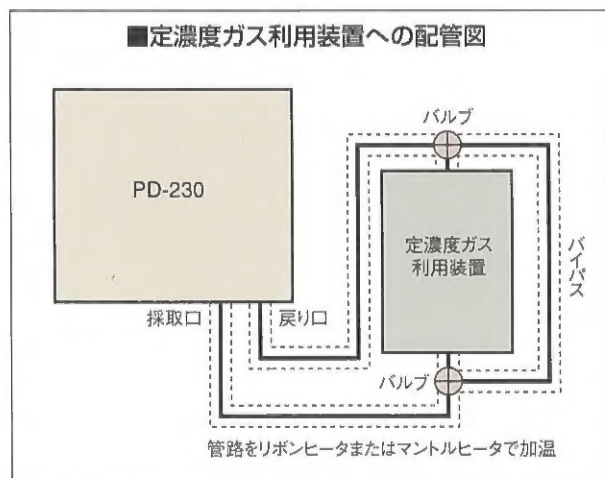 ■定濃度ガス利用装置への配管図
バルブ
PD-230
定濃度ガス
利用装置
バイパス
採取口
戻り口
バルブ
管路をリボンヒータまたはマントルヒータで加温